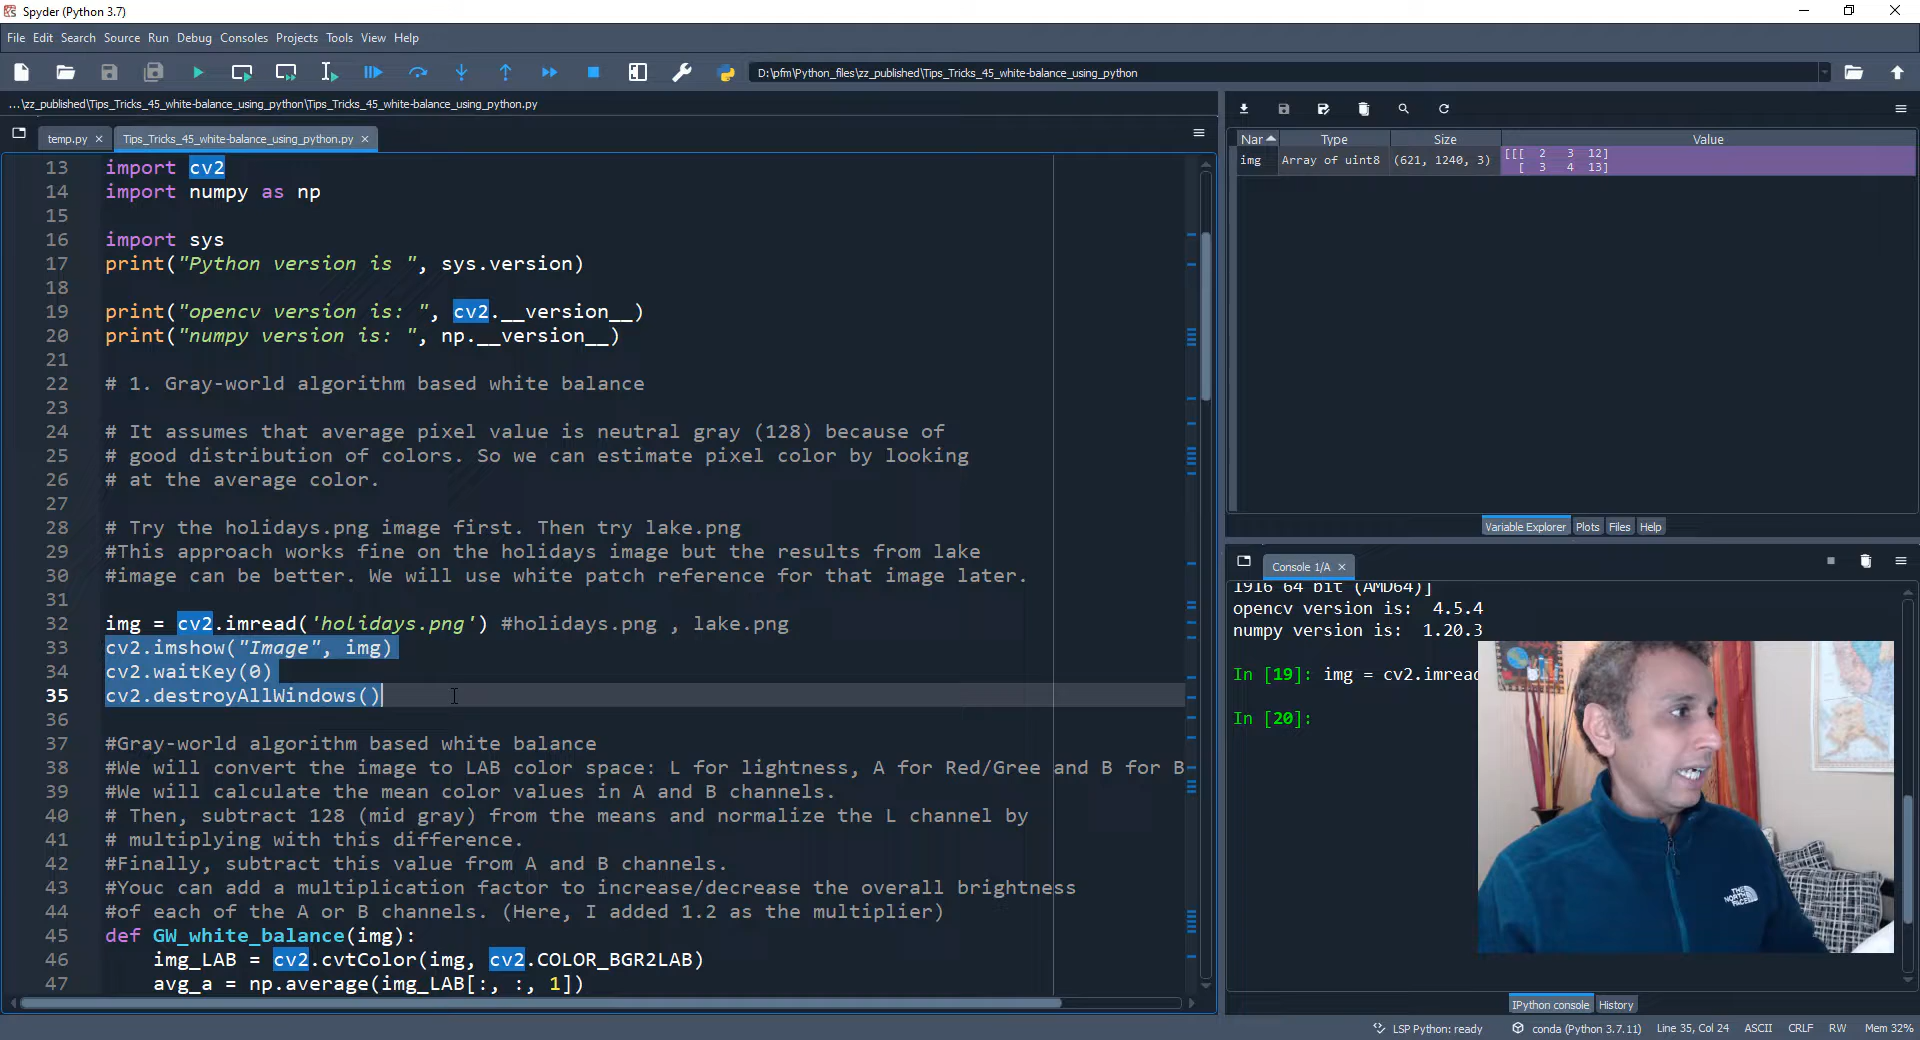 Spyder (Python 3.7)
File Edit Search Source Run Debug Consoles Projects Tools View Help
D:\pfm\Python_files\zz_published\Tips_Tricks_45_white-balance_using_python
...\zz_published\Tips_Tricks_45_white-balance_using_python\Tips_Tricks_45_white-balance_using_python.py
temp.py Tips_Tricks_45_white-balance_using_python.py
13 import cv2
14 import numpy as np
15
16 import sys
17 print("Python version is ", sys.version)
18
19 print("opencv version is: ", cv2.__version__)
20 print("numpy version is: ", np.__version__)
21
22 # 1. Gray-world algorithm based white balance
23
24 # It assumes that average pixel value is neutral gray (128) because of
25 # good distribution of colors. So we can estimate pixel color by looking
26 # at the average color.
27
28 # Try the holidays.png image first. Then try lake.png
29 #This approach works fine on the holidays image but the results from lake
30 #image can be better. We will use white patch reference for that image later.
31
32 img = cv2.imread('holidays.png') #holidays.png , lake.png
33 cv2.imshow("Image", img)
34 cv2.waitKey(0)
35 cv2.destroyAllWindows()
36
37 #Gray-world algorithm based white balance
38 #We will convert the image to LAB color space: L for lightness, A for Red/Gree and B for B
39 #We will calculate the mean color values in A and B channels.
40 # Then, subtract 128 (mid gray) from the means and normalize the L channel by
41 # multiplying with this difference.
42 #Finally, subtract this value from A and B channels.
43 #Youc can add a multiplication factor to increase/decrease the overall brightness
44 #of each of the A or B channels. (Here, I added 1.2 as the multiplier)
45 def GW_white_balance(img):
46 img_LAB = cv2.cvtColor(img, cv2.COLOR_BGR2LAB)
47 avg_a = np.average(img_LAB[:, :, 1])
Nar Type Size Value
img Array of uint8 (621, 1240, 3) [[[ 2 3 12]
[ 3 4 13]
Variable Explorer Plots Files Help
Console 1/A
1916 64 bit (AMD64)]
opencv version is: 4.5.4
numpy version is: 1.20.3
In [19]: img = cv2.imread
In [20]:
THE NORTH FACE
IPython console History
LSP Python: ready conda (Python 3.7.11) Line 35, Col 24 ASCII CRLF RW Mem 32%